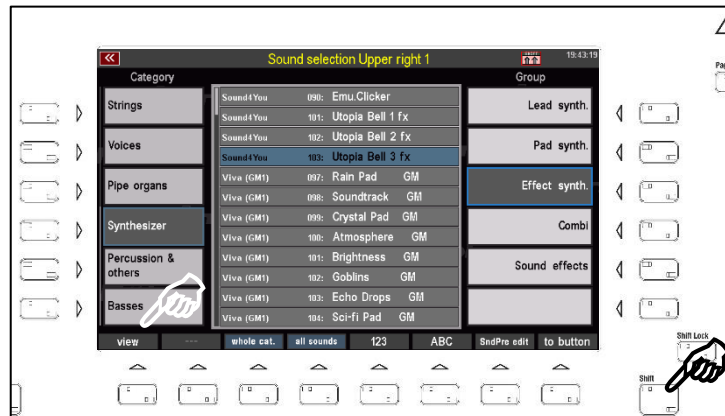 Sound selection Upper right 1
19:43:19
Category
Group
Strings
Voices
Pipe organs
Synthesizer
Percussion &
others
Basses
Sound4You 090: Emu.Clicker
Sound4You 101: Utopia Bell 1 fx
Sound4You 102: Utopia Bell 2 fx
Sound4You 103: Utopia Bell 3 fx
Viva (GM1) 097: Rain Pad GM
Viva (GM1) 098: Soundtrack GM
Viva (GM1) 099: Crystal Pad GM
Viva (GM1) 100: Atmosphere GM
Viva (GM1) 101: Brightness GM
Viva (GM1) 102: Goblins GM
Viva (GM1) 103: Echo Drops GM
Viva (GM1) 104: Sci-fi Pad GM
Lead synth.
Pad synth.
Effect synth.
Combi
Sound effects
view --- whole cat. all sounds 123 ABC SndPre edit to button
Shift Lock
Shift